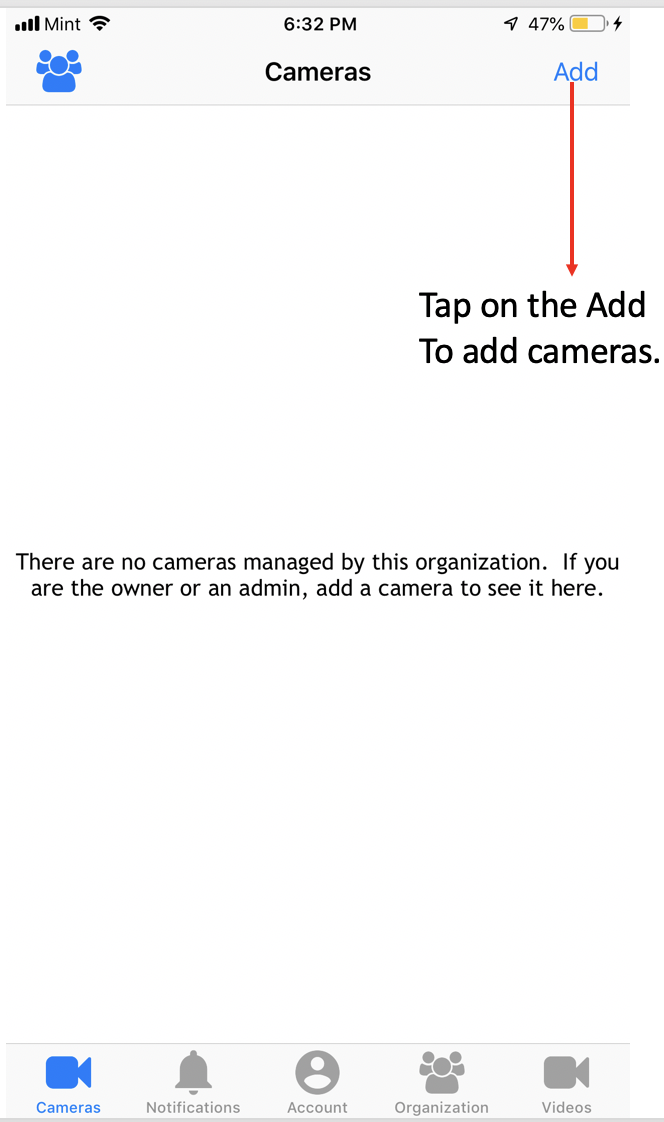 Mint 6:32 PM 47%
Cameras Add
Tap on the Add
To add cameras.
There are no cameras managed by this organization.  If you
are the owner or an admin, add a camera to see it here.
Cameras Notifications Account Organization Videos